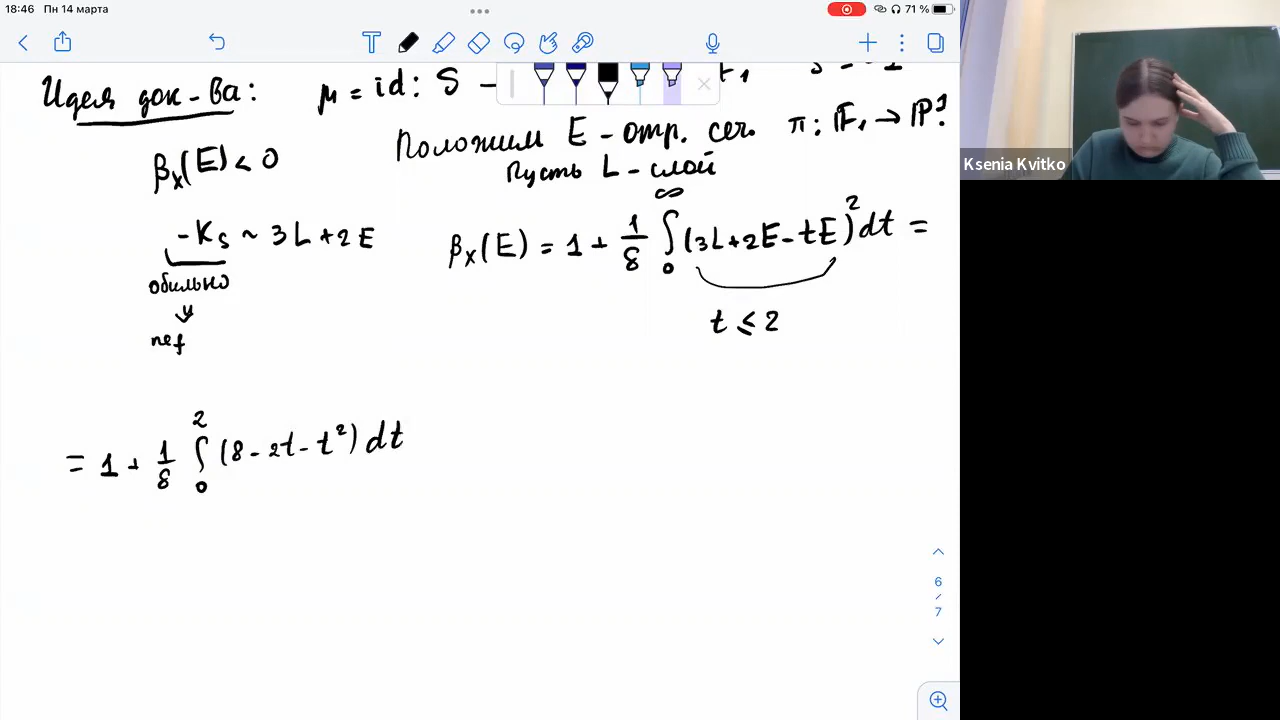 18:46 Пн 14 марта
71 %
Идея док-ва: μ = id: S –
Положим E – отр. сеч. π: 𝔽₁ → ℙ¹.
Пусть L – слой
βₓ(E) < 0
-K_S ~ 3L + 2E
обильно
nef
βₓ(E) = 1 + 1/8 ∫₀^∞ (3L + 2E - tE)² dt =
t ≤ 2
= 1 + 1/8 ∫₀² (8 - 2t - t²) dt
Ksenia Kvitko
6
/
7